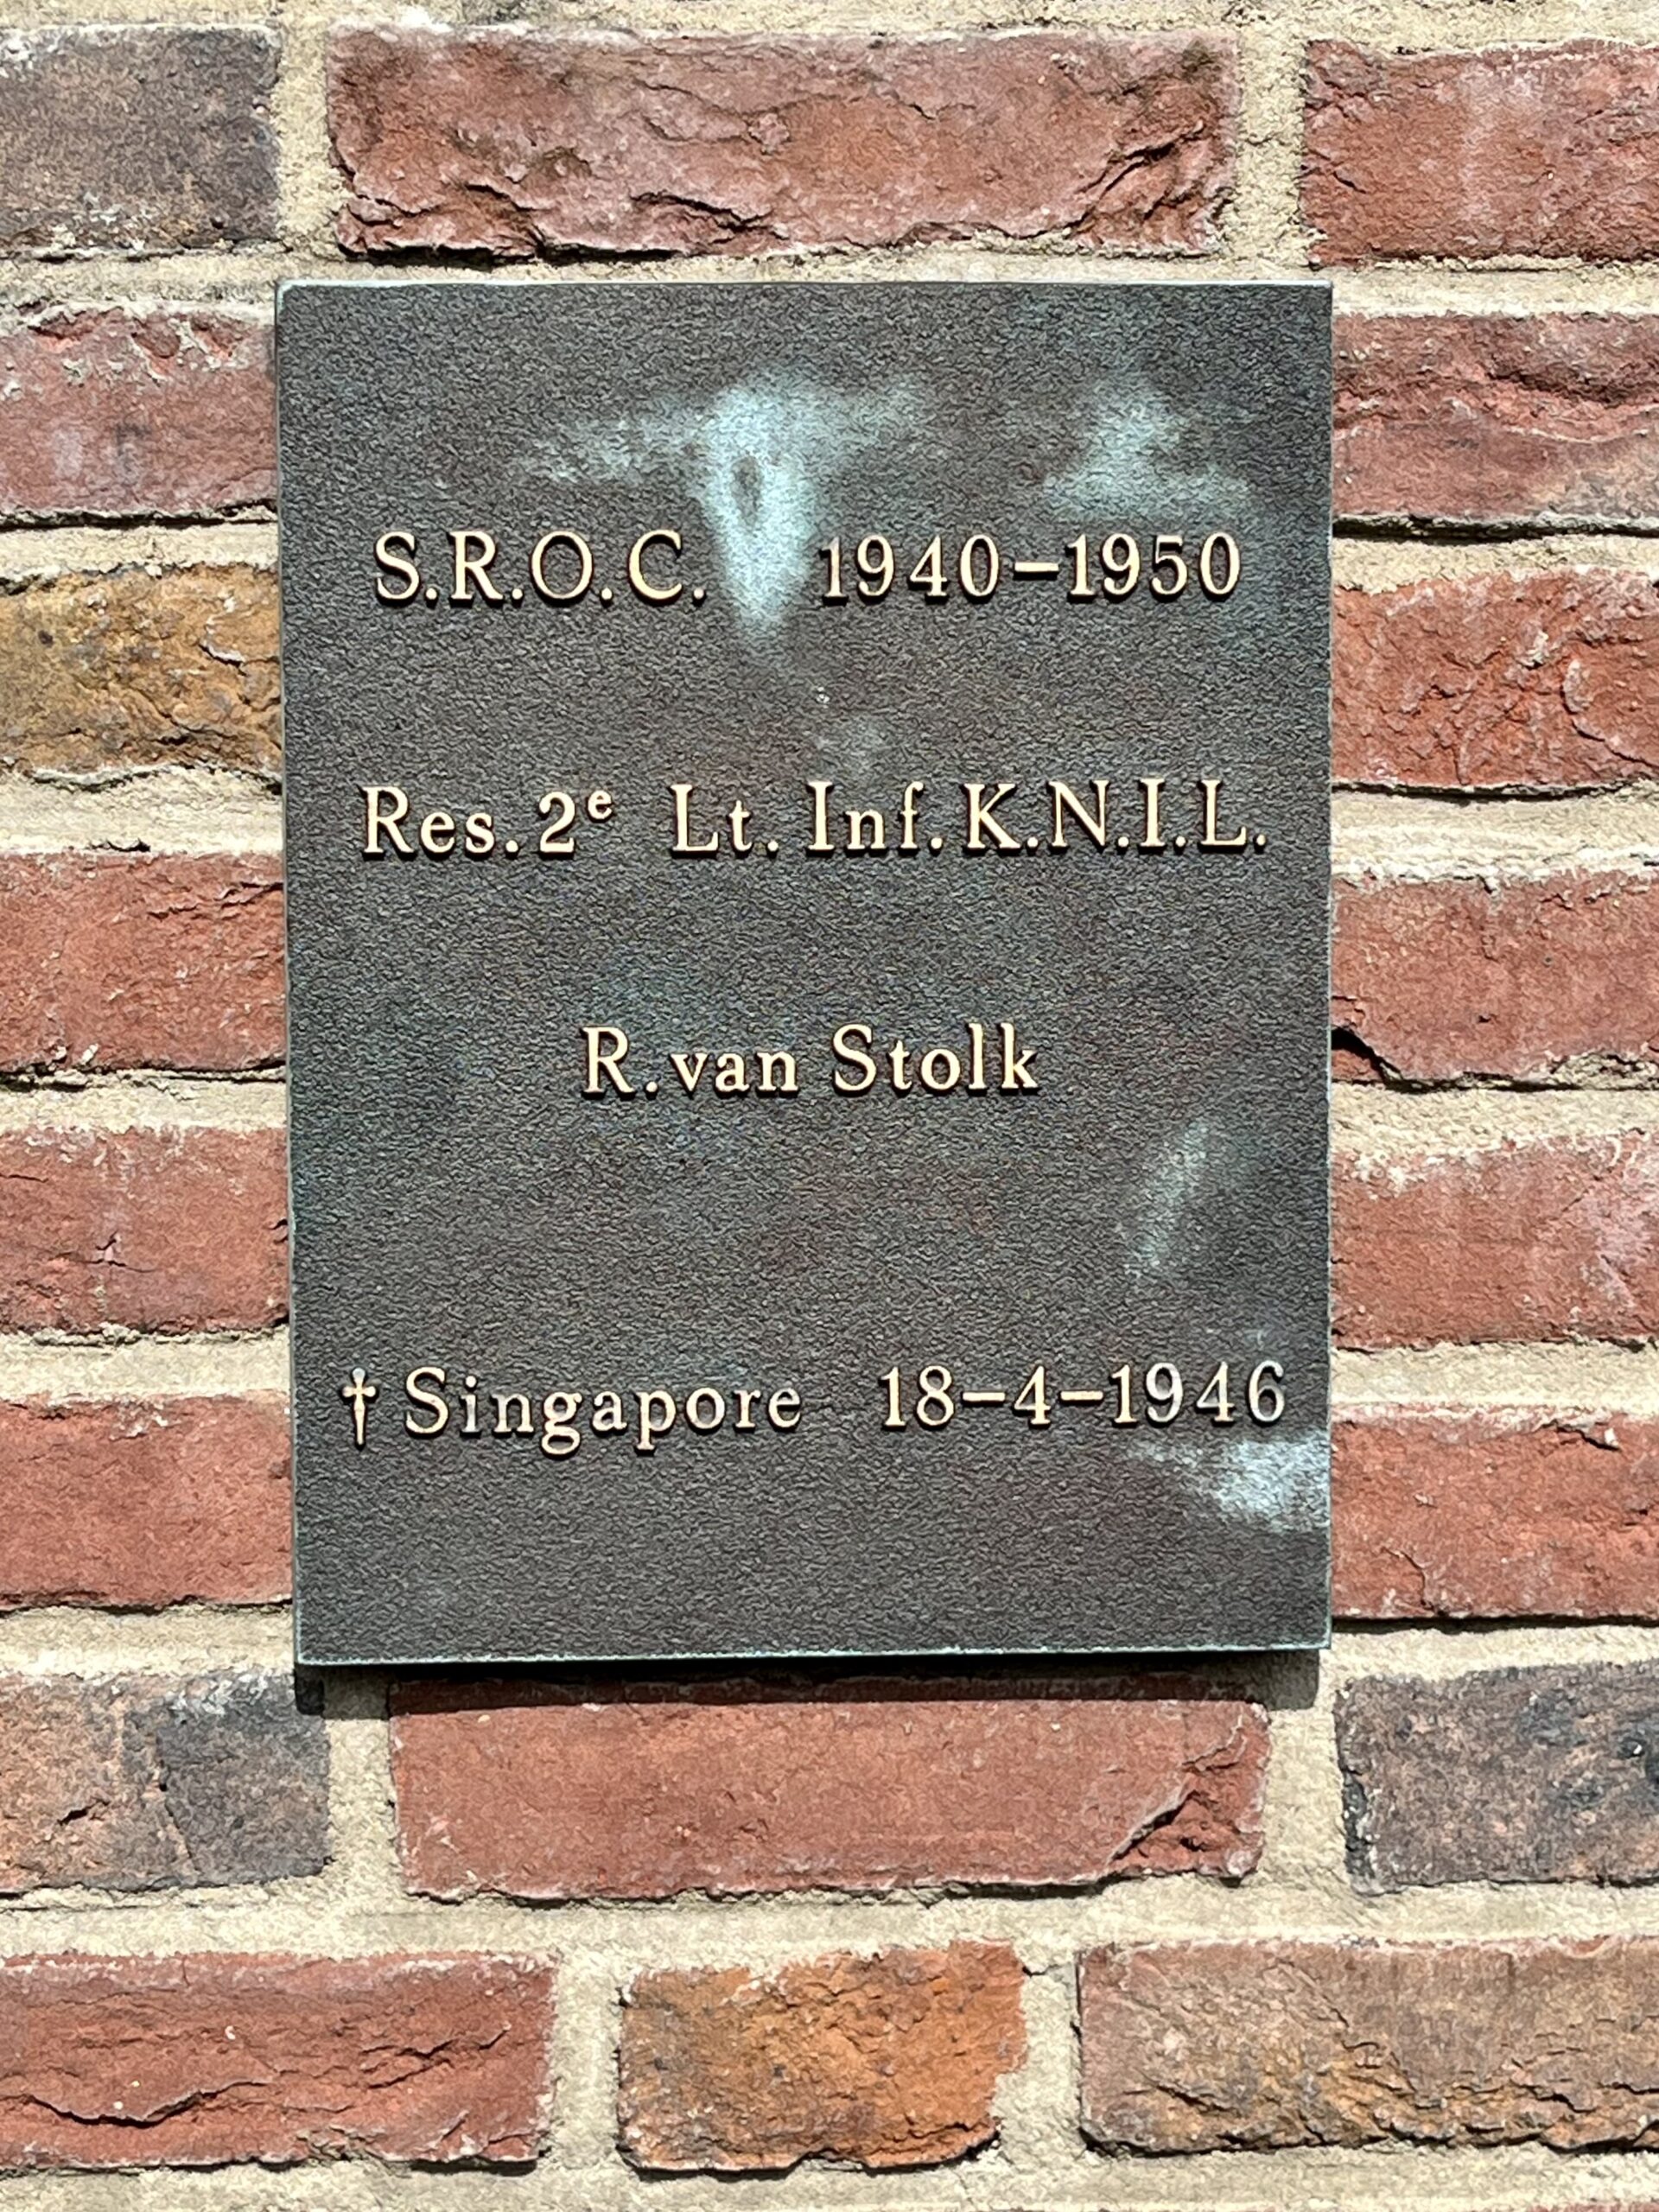 S.R.O.C. 1940-1950
Res. 2e Lt. Inf. K.N.I.L.
R. van Stolk
† Singapore 18-4-1946